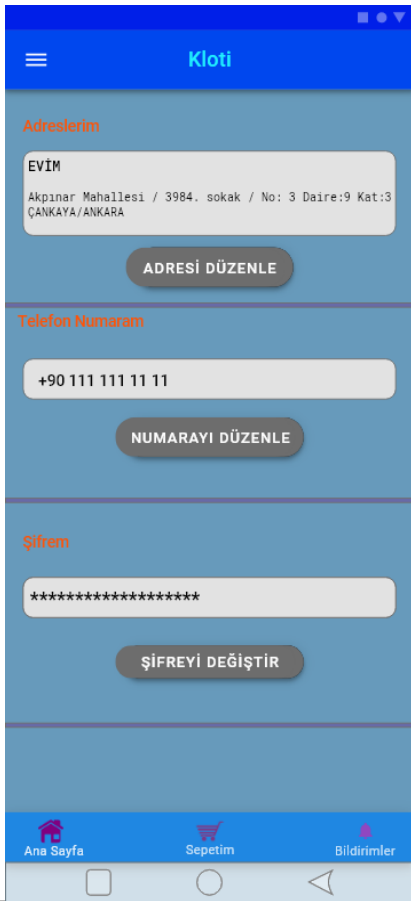 Kloti
Adreslerim
EVİM
Akpınar Mahallesi / 3984. sokak / No: 3 Daire:9 Kat:3
ÇANKAYA/ANKARA
ADRESİ DÜZENLE
Telefon Numaram
+90 111 111 11 11
NUMARAYI DÜZENLE
Şifrem
*******************
ŞİFREYİ DEĞİŞTİR
Ana Sayfa Sepetim Bildirimler